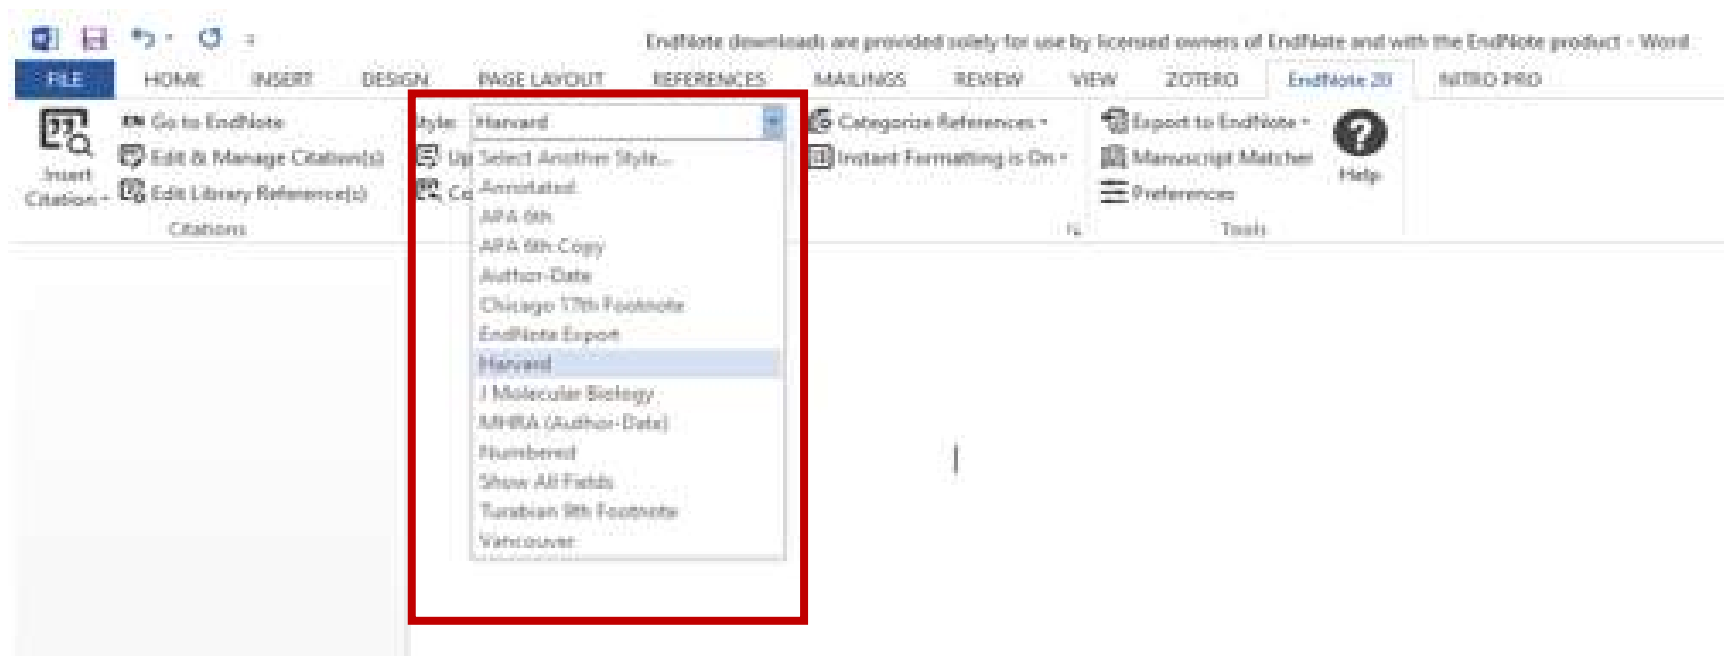 EndNote downloads are provided solely for use by licensed owners of EndNote and with the EndNote product - Word
FILE HOME INSERT DESIGN PAGE LAYOUT REFERENCES MAILINGS REVIEW VIEW ZOTERO EndNote 20 NITRO PRO
Insert Citation
EN Go to EndNote
Edit & Manage Citation(s)
Edit Library Reference(s)
Citations
Style: Harvard
Up
Co
Select Another Style...
Annotated
APA 6th
APA 6th Copy
Author-Date
Chicago 17th Footnote
EndNote Export
Harvard
J Molecular Biology
MHRA (Author-Date)
Numbered
Show All Fields
Turabian 9th Footnote
Vancouver
Categorize References
Instant Formatting is On
Export to EndNote
Manuscript Matcher
Preferences
Help
Tools